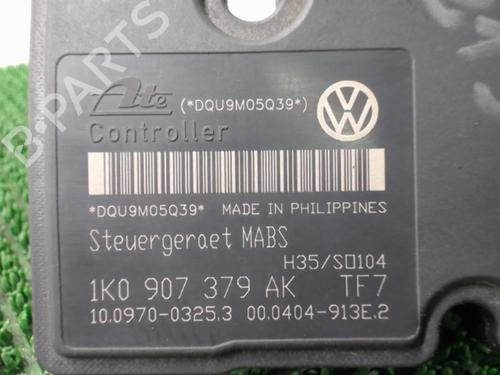 Ate (*DQU9M05Q39*)
Controller
*DQU9M05Q39* MADE IN PHILIPPINES
Steuergeraet MABS
H35/S0104
1K0 907 379 AK TF7
10.0970-0325.3 00.0404-913E.2
B-PARTS